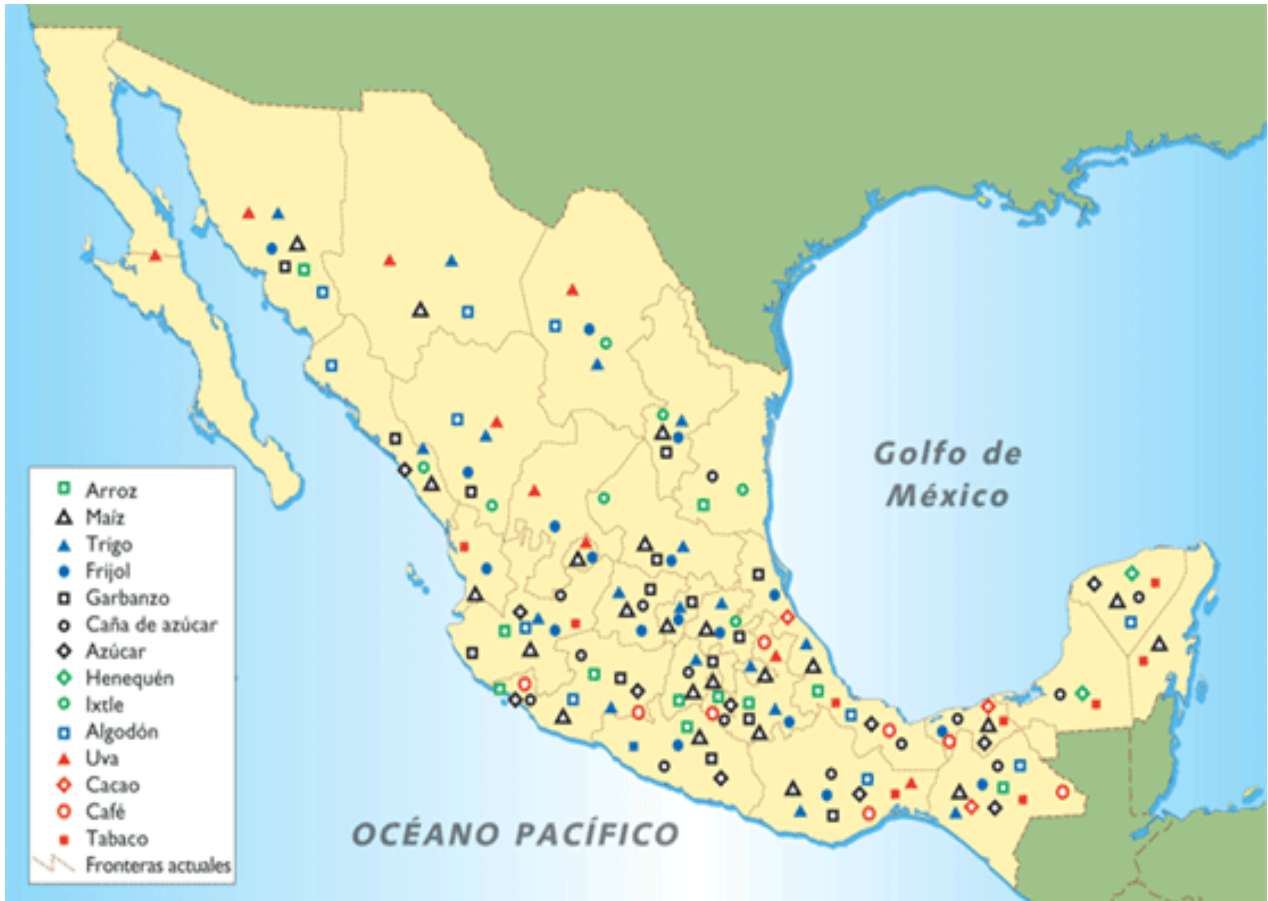 Golfo de
México
Arroz
Maíz
Trigo
Frijol
Garbanzo
Caña de azúcar
Azúcar
Henequén
Ixtle
Algodón
Uva
Cacao
Café
Tabaco
Fronteras actuales
OCÉANO PACÍFICO